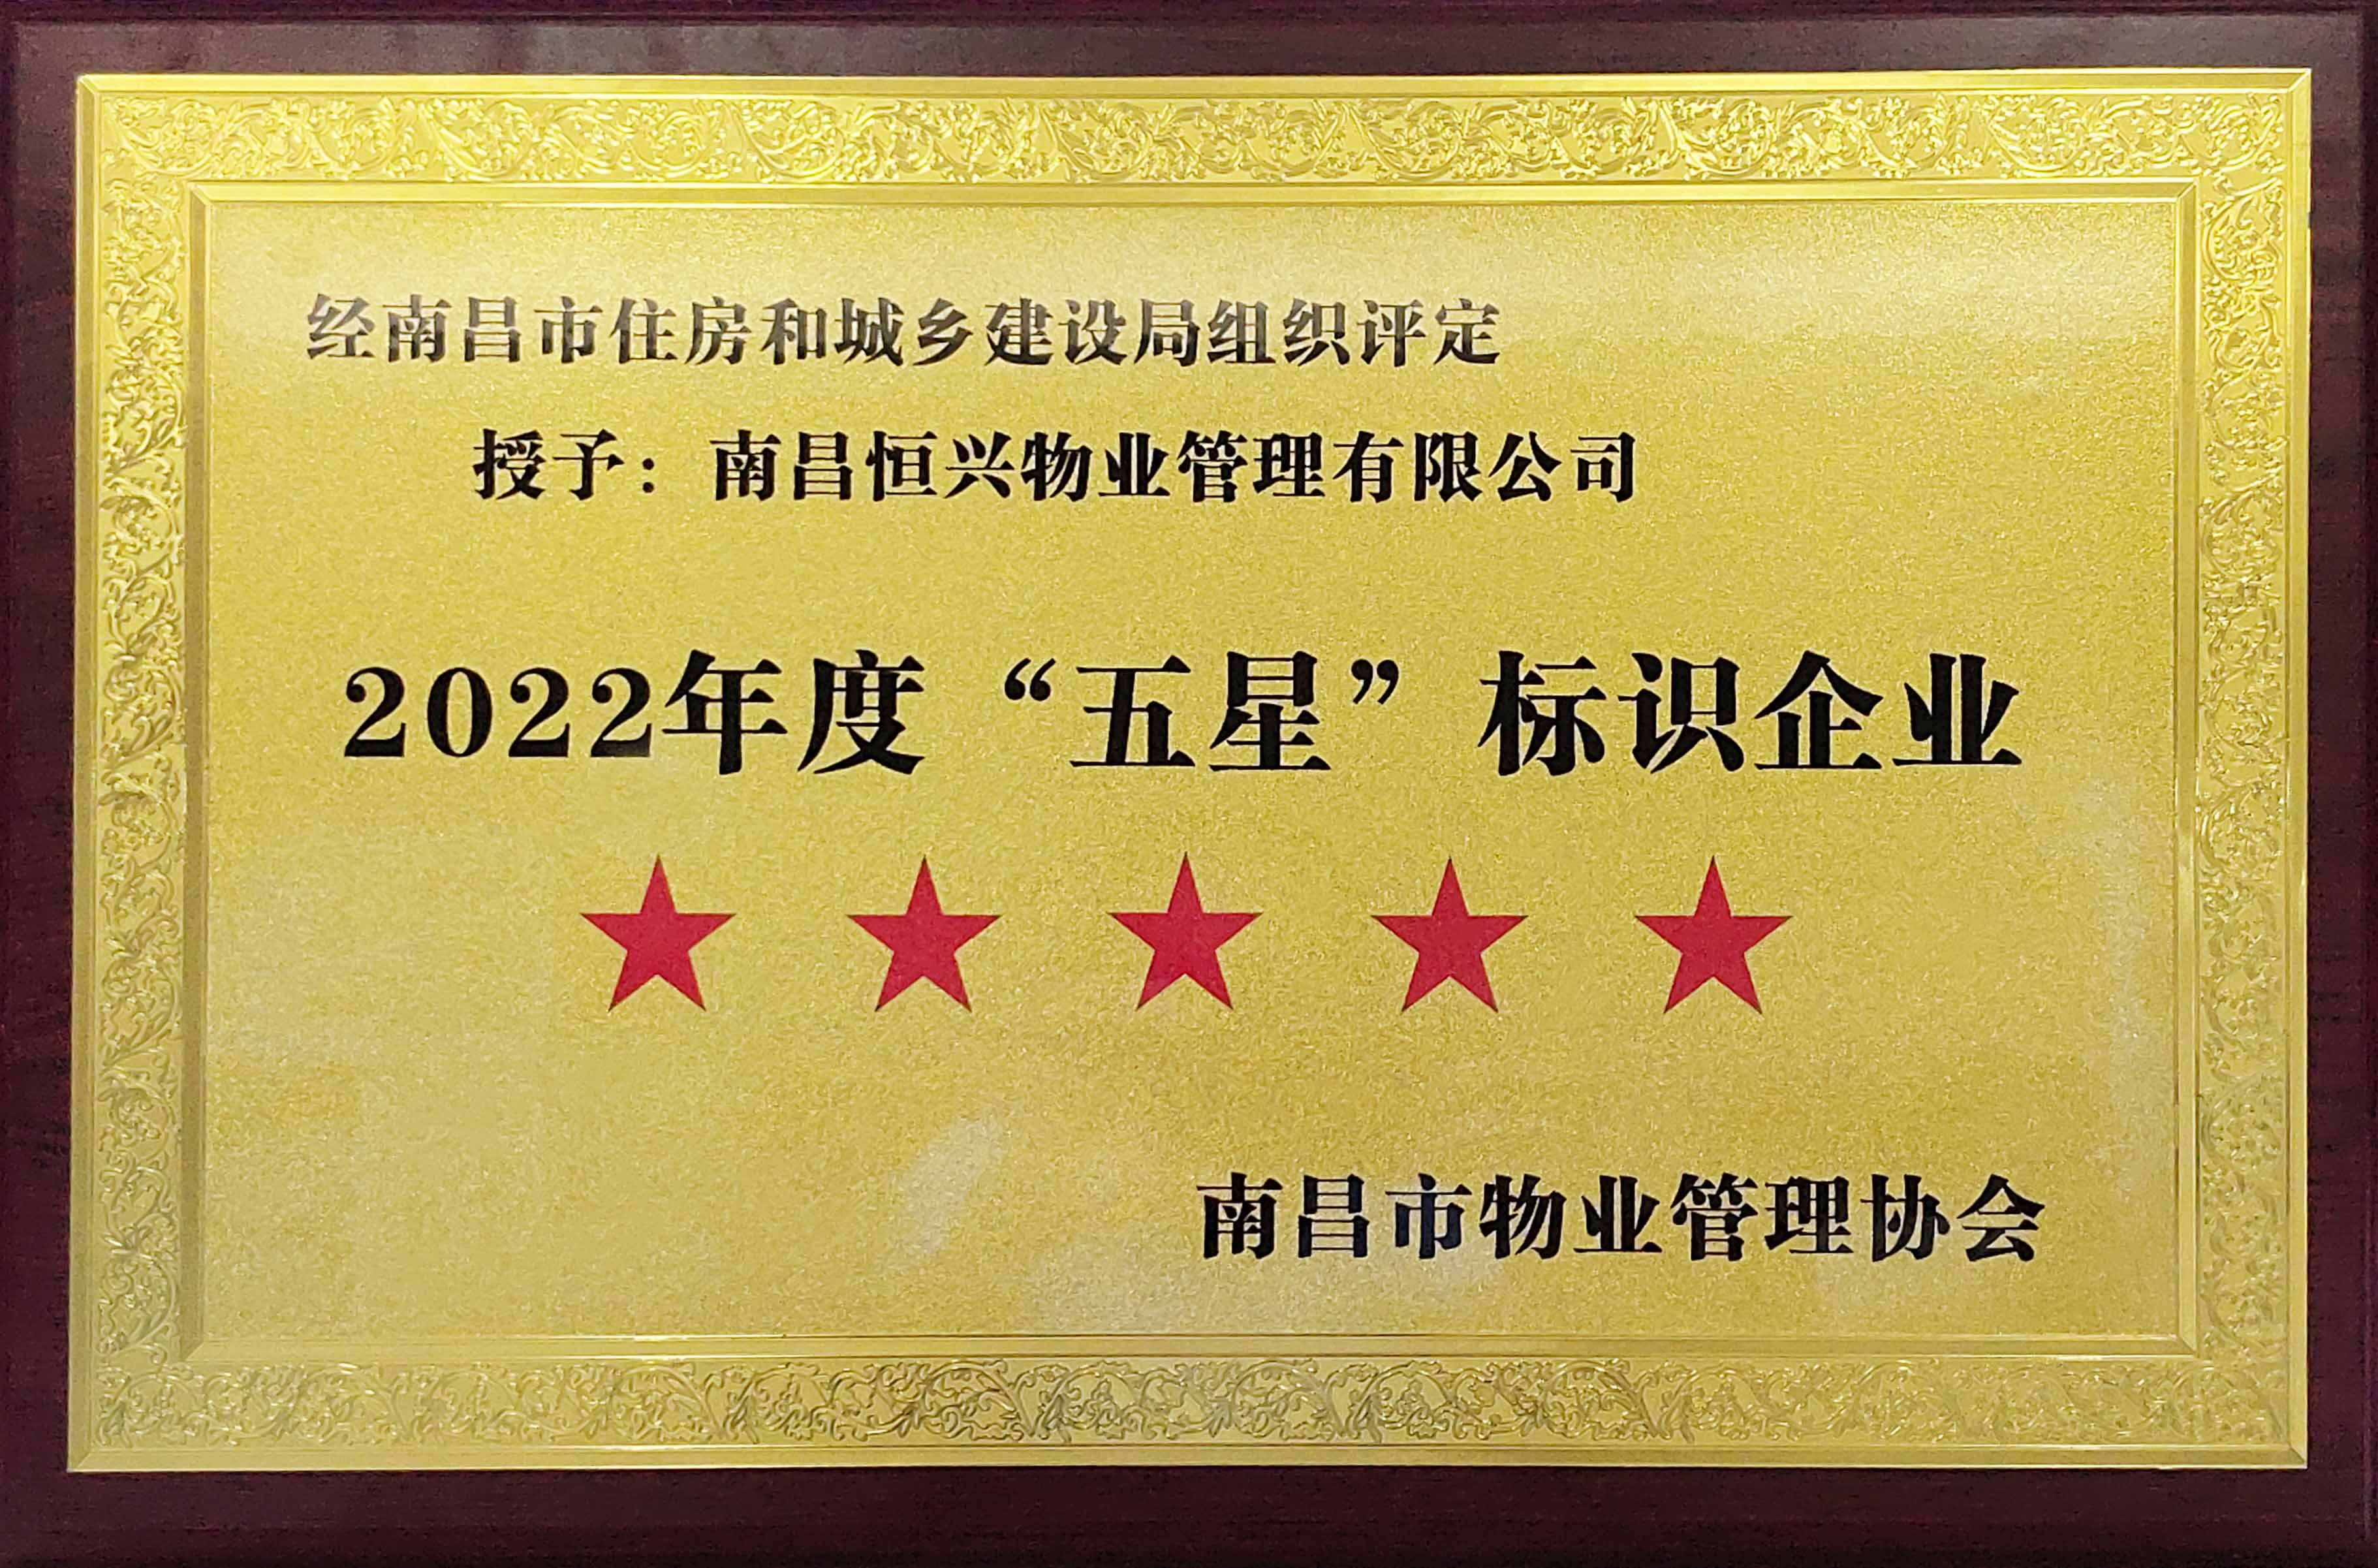 经南昌市住房和城乡建设局组织评定
授予：南昌恒兴物业管理有限公司
2022年度“五星”标识企业
南昌市物业管理协会